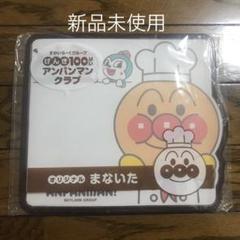 新品未使用
すかいらーくグループ
げんき100ばい
アンパンマン
クラブ
オリジナル まないた
ANPANMAN!
SKYLARK GROUP